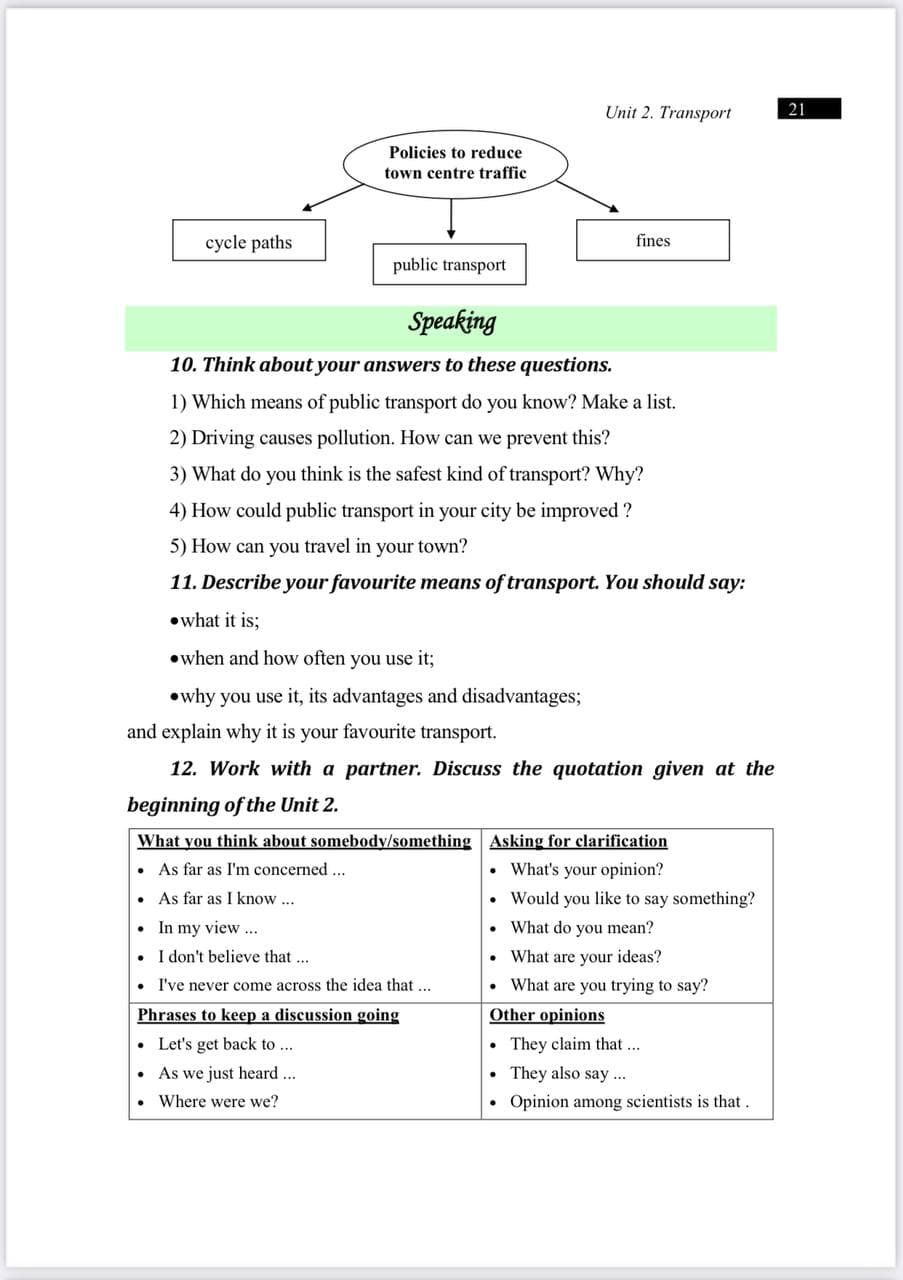 Unit 2. Transport 21
Policies to reduce
town centre traffic
cycle paths
public transport
fines
Speaking
10. Think about your answers to these questions.
1) Which means of public transport do you know? Make a list.
2) Driving causes pollution. How can we prevent this?
3) What do you think is the safest kind of transport? Why?
4) How could public transport in your city be improved ?
5) How can you travel in your town?
11. Describe your favourite means of transport. You should say:
•what it is;
•when and how often you use it;
•why you use it, its advantages and disadvantages;
and explain why it is your favourite transport.
12. Work with a partner. Discuss the quotation given at the
beginning of the Unit 2.
What you think about somebody/something
• As far as I'm concerned ...
• As far as I know ...
• In my view ...
• I don't believe that ...
• I've never come across the idea that ...
Asking for clarification
• What's your opinion?
• Would you like to say something?
• What do you mean?
• What are your ideas?
• What are you trying to say?
Phrases to keep a discussion going
• Let's get back to ...
• As we just heard ...
• Where were we?
Other opinions
• They claim that ...
• They also say ...
• Opinion among scientists is that .